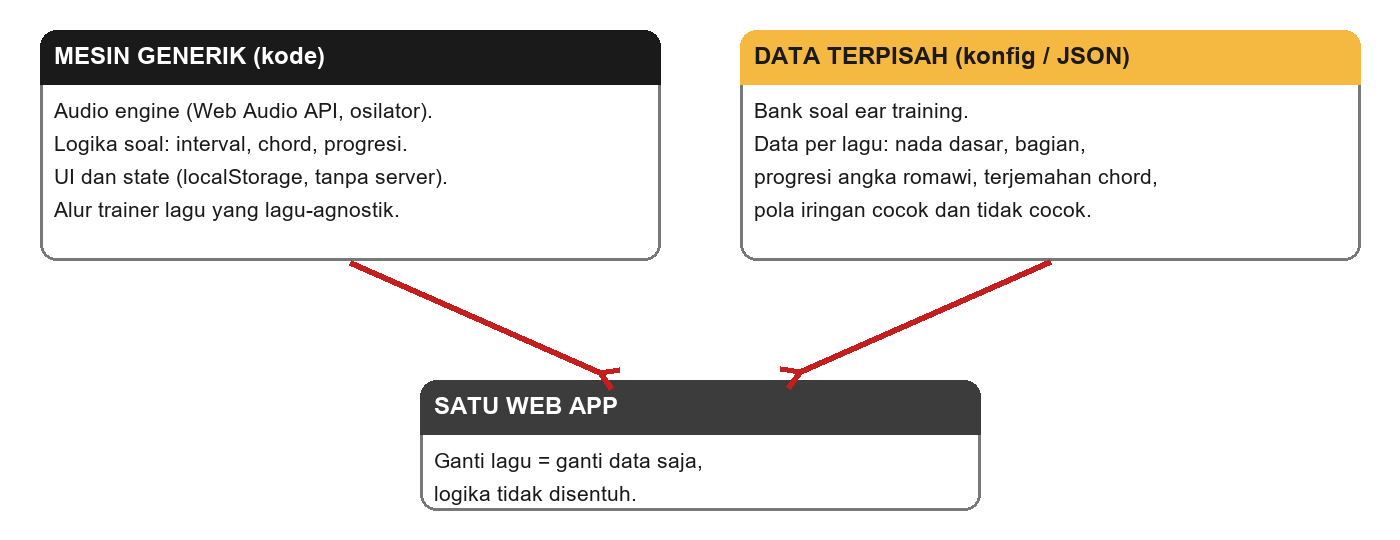 MESIN GENERIK (kode)
Audio engine (Web Audio API, osilator).
Logika soal: interval, chord, progresi.
UI dan state (localStorage, tanpa server).
Alur trainer lagu yang lagu-agnostik.
DATA TERPISAH (konfig / JSON)
Bank soal ear training.
Data per lagu: nada dasar, bagian,
progresi angka romawi, terjemahan chord,
pola iringan cocok dan tidak cocok.
SATU WEB APP
Ganti lagu = ganti data saja,
logika tidak disentuh.